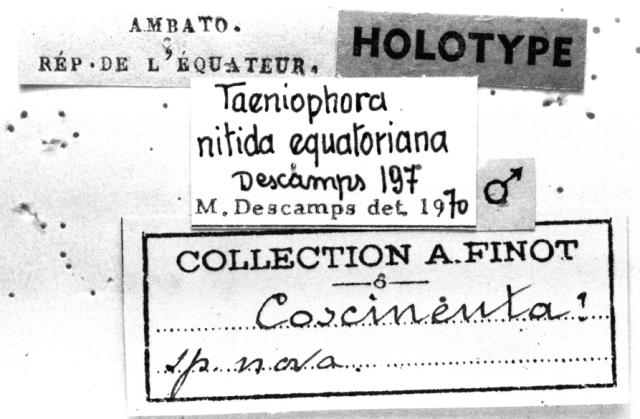 AMBATO.
RÉP. DE L'ÉQUATEUR.
HOLOTYPE
Taeniophora
nitida equatoriana
Descamps 197
M. Descamps det. 1970
♂
COLLECTION A. FINOT
Coscineuta!
sp. nova.